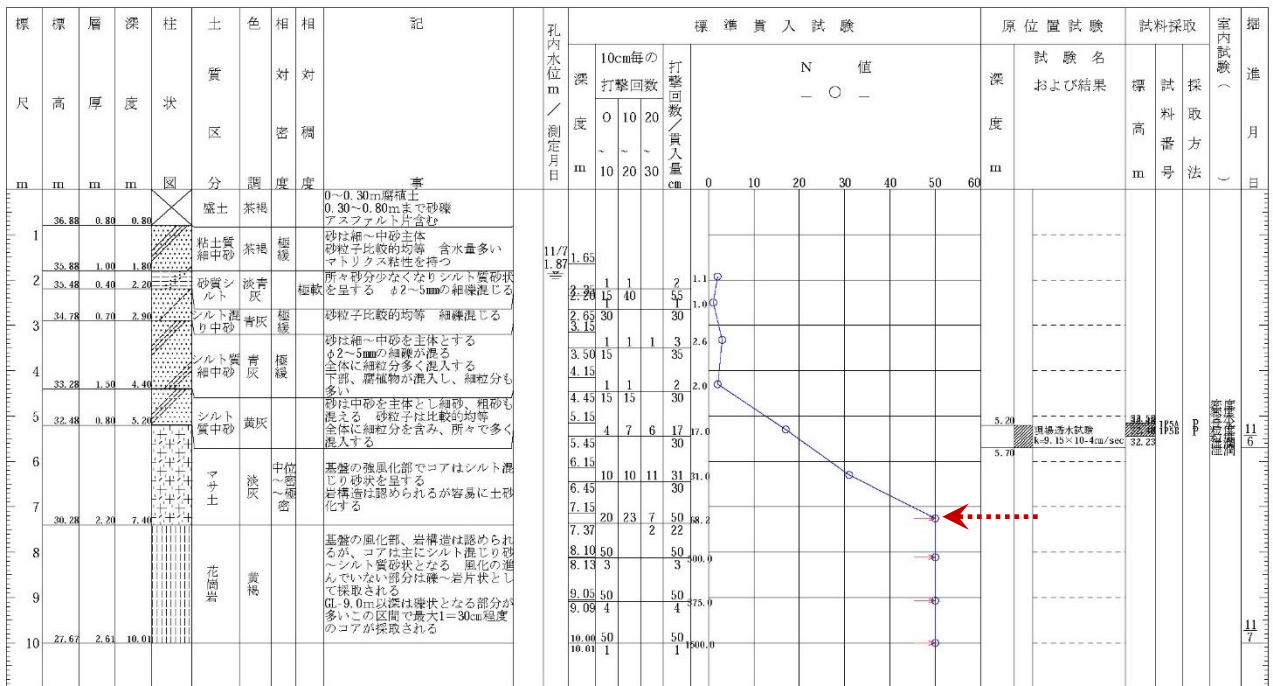 標尺 m
標高 m
層厚 m
深度 m
柱状図
土質区分
色調
相対密度
相対稠度
記事
孔内水位m/測定月日
標準貫入試験
深度 m
10cm毎の打撃回数
0~10
10~20
20~30
打撃回数/貫入量 cm
N値
0 10 20 30 40 50 60
原位置試験
深度 m
試験名および結果
試料採取
標高 m
試料番号
採取方法
室内試験( )
掘進月日
36.88 0.80 0.80 盛土 茶褐
0~0.30m腐植土
0.30~0.80mまで砂礫
アスファルト片含む
1
35.88 1.00 1.80 粘土質細中砂 茶褐 極緩
砂は細~中砂主体
砂粒子比較的均等 含水量多い
マトリクス粘性を持つ
11/7
1.87
2
35.48 0.40 2.20 砂質シルト 淡青灰 極軟
所々砂分少なくなりシルト質砂状
を呈する φ2~5mmの細礫混じる
34.78 0.70 2.90 シルト混り中砂 青灰 極緩
砂粒子比較的均等 細礫混じる
3
33.28 1.50 4.40 シルト質細中砂 青灰 極緩
砂は細~中砂を主体とする
φ2~5mmの細礫が混る
全体に細粒分多く混入する
下部、腐植物が混入し、細粒分も
多い
4
32.48 0.80 5.20 シルト質中砂 黄灰
砂は中砂を主体とし細砂、粗砂も
混える 砂粒子は比較的均等
全体に細粒分を含み、所々で多く
混入する
5
6
30.28 2.20 7.40 マサ土 淡灰 中位~密~極密
基盤の強風化部でコアはシルト混
じり砂状を呈する
岩構造は認められるが容易に土砂
化する
7
8
27.67 2.61 10.01 花崗岩 黄褐
基盤の風化部、岩構造は認められ
るが、コアは主にシルト混じり砂
~シルト質砂状となる 風化の進
んでいない部分は礫~岩片状とし
て採取される
GL-9.0m以深は礫状となる部分が
多いこの区間で最大l=30cm程度
のコアが採取される
9
10
1.65
1 1 2 1.1
2.20 15 40 55
1 1 1.0
2.65 30 30
3.15
1 1 1 3 2.6
3.50 15 35
4.15
1 1 2 2.0
4.45 15 15 30
5.15
4 7 6 17 17.0
5.45 30
6.15
10 10 11 31 31.0
6.45 30
7.15
20 23 7 50 68.2
7.37 2 22
8.10 50 50 500.0
8.13 3 3
9.05 50 50 375.0
9.09 4 4
10.00 50 50 1500.0
10.01 1 1
5.20
現場透水試験
k=9.15×10-4cm/sec
5.70
32.23
1P5A P
1P5B P
11/6
11/7